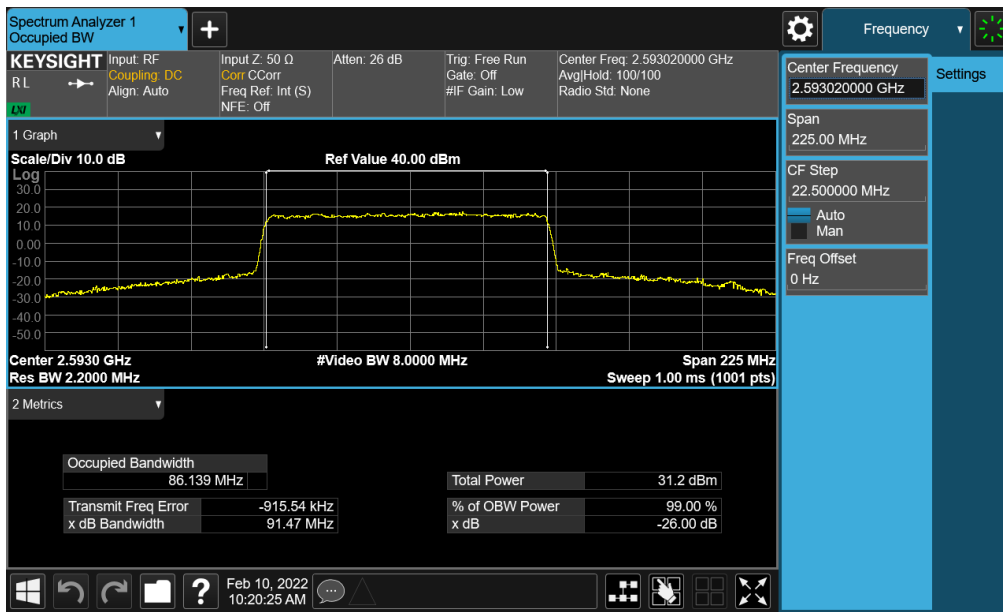 Spectrum Analyzer 1
Occupied BW
Frequency
KEYSIGHT
R L
LXI
Input: RF
Coupling: DC
Align: Auto
Input Z: 50 Ω
Corr CCorr
Freq Ref: Int (S)
NFE: Off
Atten: 26 dB
Trig: Free Run
Gate: Off
#IF Gain: Low
Center Freq: 2.593020000 GHz
Avg|Hold: 100/100
Radio Std: None
Center Frequency
2.593020000 GHz
Settings
Span
225.00 MHz
CF Step
22.500000 MHz
Auto
Man
Freq Offset
0 Hz
1 Graph
Scale/Div 10.0 dB
Ref Value 40.00 dBm
Log
30.0
20.0
10.0
0.00
-10.0
-20.0
-30.0
-40.0
-50.0
Center 2.5930 GHz
#Video BW 8.0000 MHz
Span 225 MHz
Res BW 2.2000 MHz
Sweep 1.00 ms (1001 pts)
2 Metrics
Occupied Bandwidth
86.139 MHz
Total Power 31.2 dBm
Transmit Freq Error -915.54 kHz
% of OBW Power 99.00 %
x dB Bandwidth 91.47 MHz
x dB -26.00 dB
?
Feb 10, 2022
10:20:25 AM